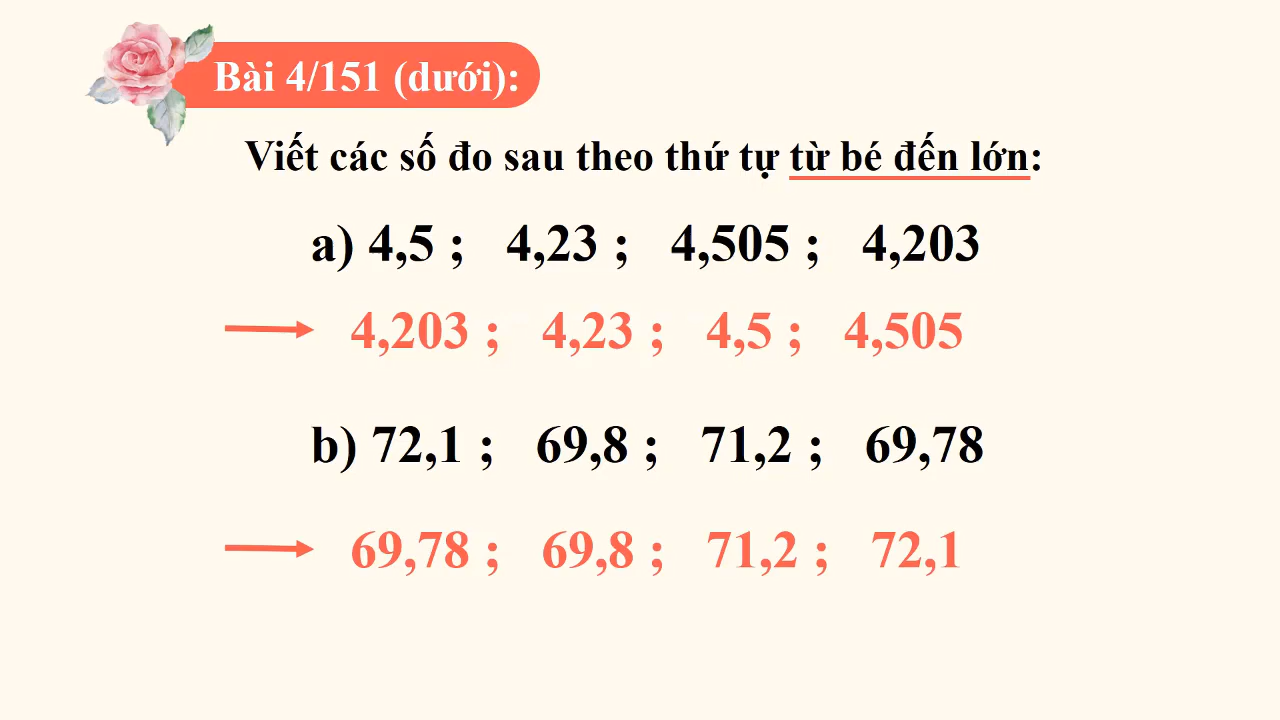 Bài 4/151 (dưới):
Viết các số đo sau theo thứ tự từ bé đến lớn:
a) 4,5 ; 4,23 ; 4,505 ; 4,203
4,203 ; 4,23 ; 4,5 ; 4,505
b) 72,1 ; 69,8 ; 71,2 ; 69,78
69,78 ; 69,8 ; 71,2 ; 72,1